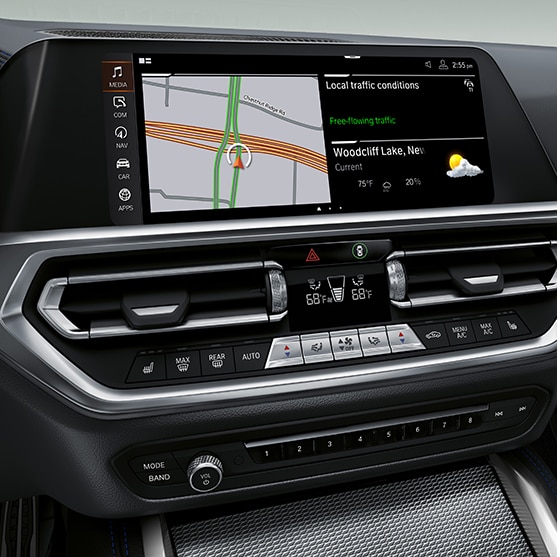 2:55 pm
MEDIA
COM
NAV
CAR
APPS
Chestnut Ridge Rd.
Local traffic conditions
Free-flowing traffic
Woodcliff Lake, New
Current
75°F 20%
68°F 68°F
MAX REAR AUTO OFF MENU A/C MAX A/C
MODE
BAND
VOL
1 2 3 4 5 6 7 8